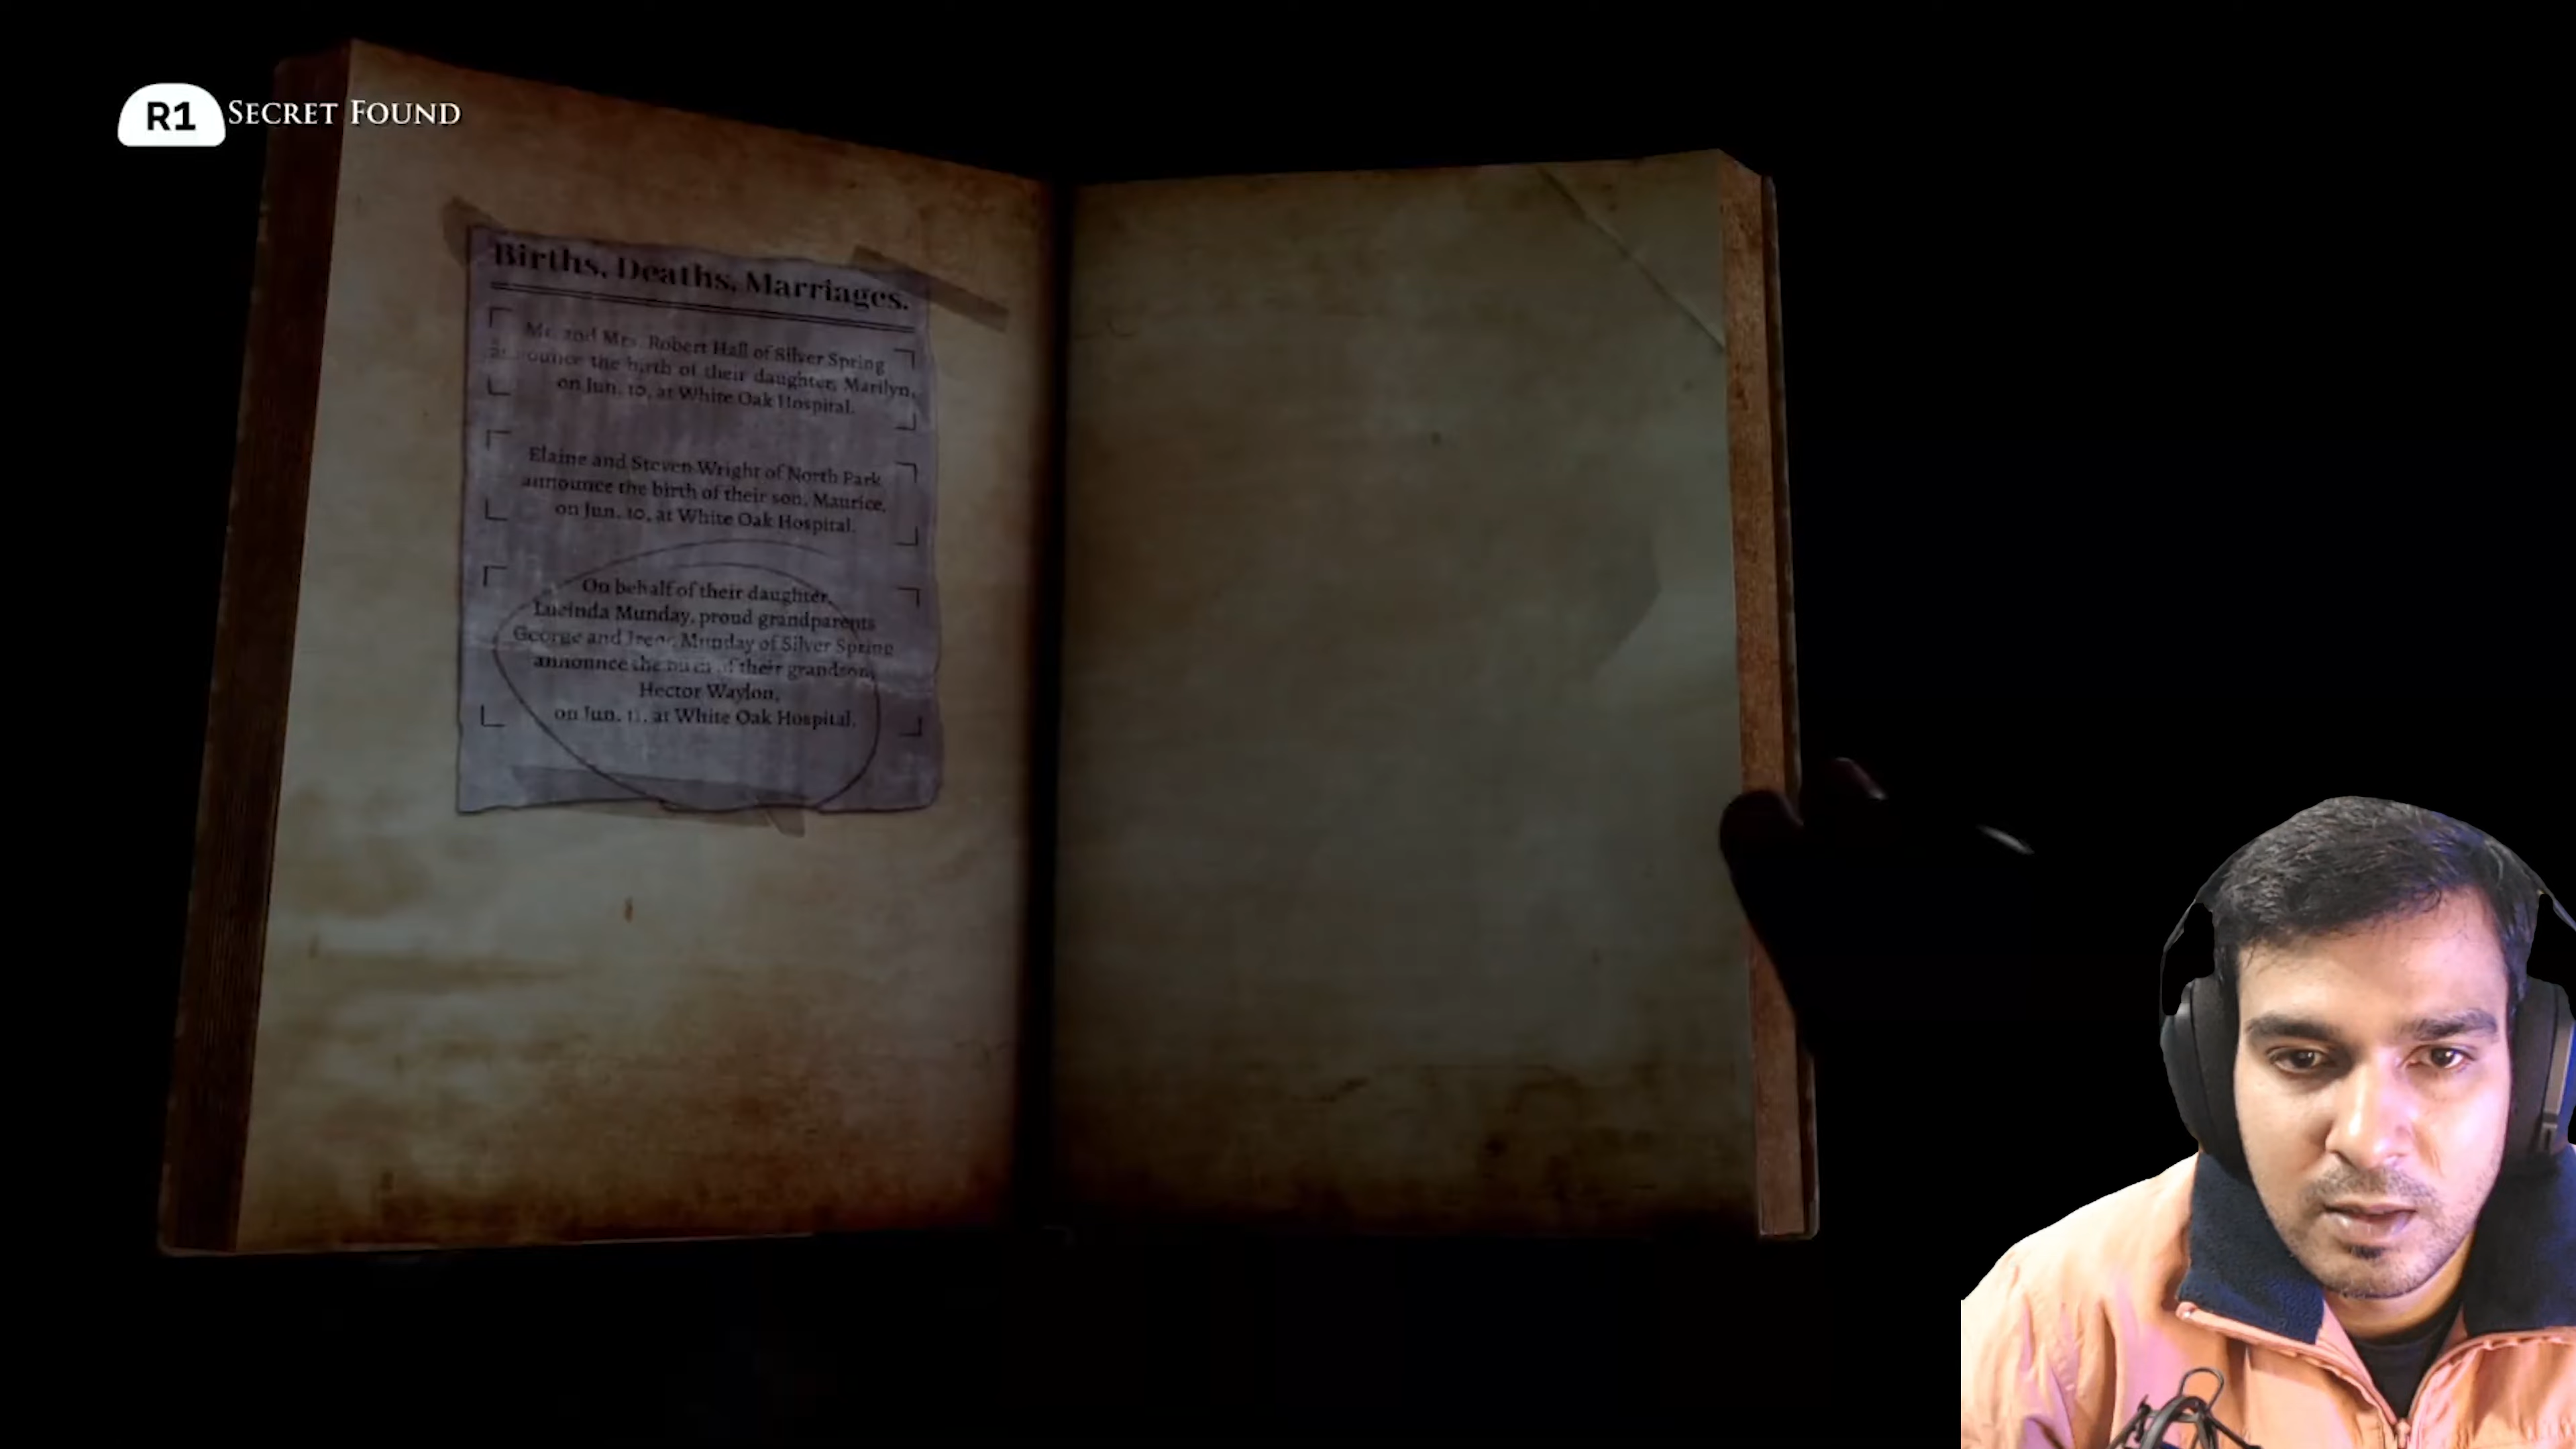 R1 SECRET FOUND
Births, Deaths, Marriages.
Mr. and Mrs. Robert Hall of Silver Spring
announce the birth of their daughter, Marilyn,
on Jun. 10, at White Oak Hospital.
Elaine and Steven Wright of North Park
announce the birth of their son, Maurice,
on Jun. 10, at White Oak Hospital.
On behalf of their daughter,
Lucinda Munday, proud grandparents
George and Irene Munday of Silver Spring
announce the birth of their grandson,
Hector Waylon,
on Jun. 11, at White Oak Hospital.